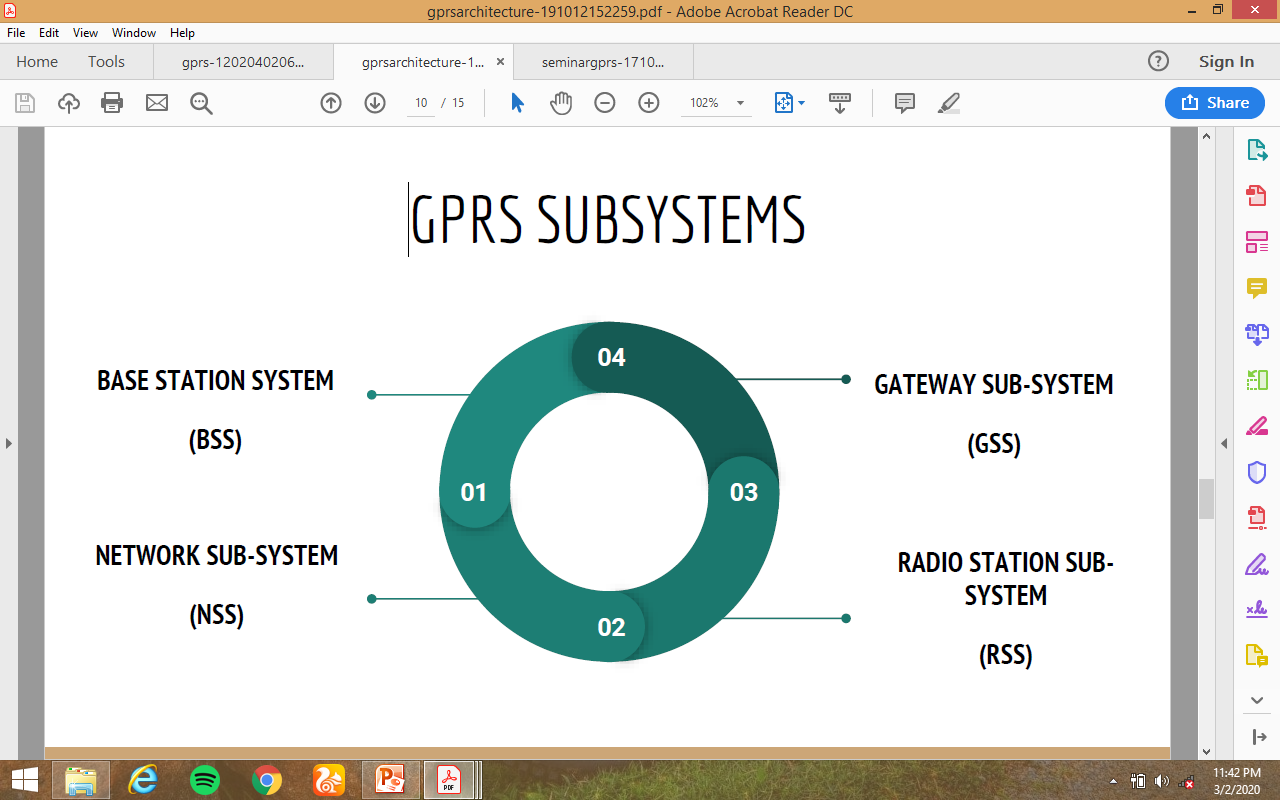 gprsarchitecture-191012152259.pdf - Adobe Acrobat Reader DC
File Edit View Window Help
Home Tools gprs-1202040206... gprsarchitecture-1... seminargprs-1710... Sign In
10 / 15 102% Share
GPRS SUBSYSTEMS
BASE STATION SYSTEM
(BSS)
04
GATEWAY SUB-SYSTEM
(GSS)
01
03
NETWORK SUB-SYSTEM
(NSS)
02
RADIO STATION SUB-
SYSTEM
(RSS)
PDF
11:42 PM
3/2/2020